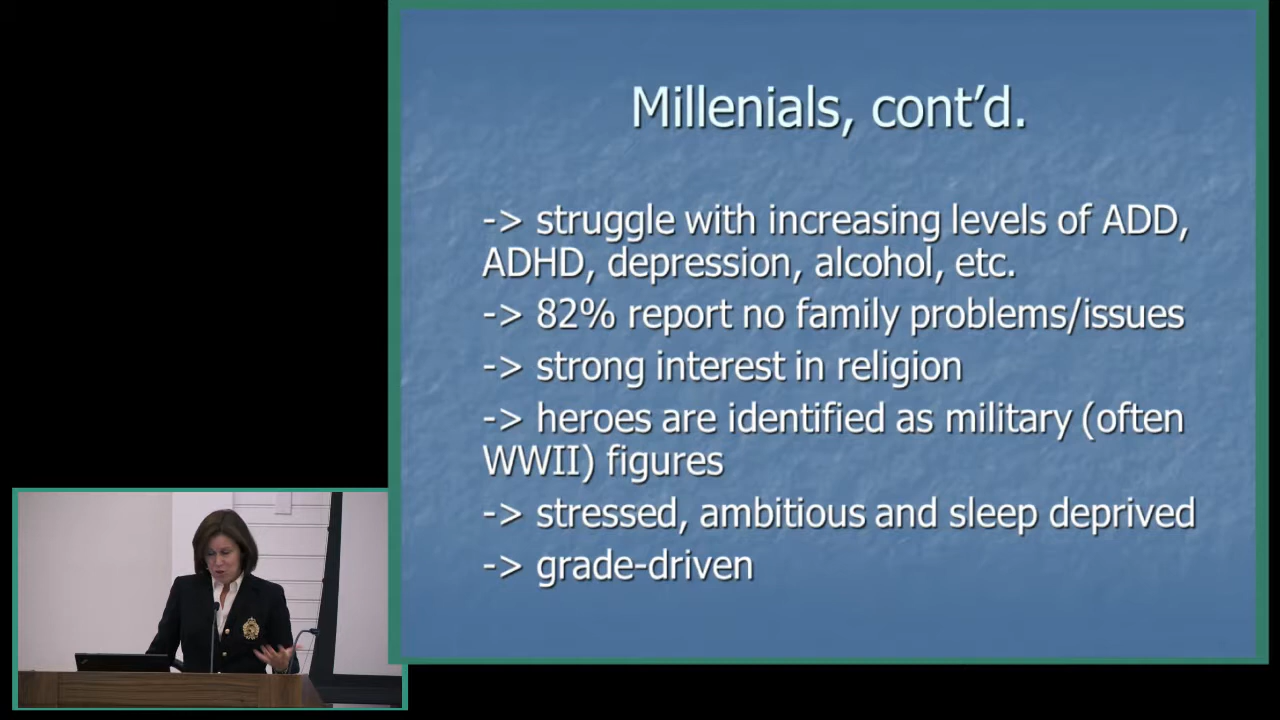 Millenials, cont’d.
-> struggle with increasing levels of ADD,
ADHD, depression, alcohol, etc.
-> 82% report no family problems/issues
-> strong interest in religion
-> heroes are identified as military (often
WWII) figures
-> stressed, ambitious and sleep deprived
-> grade-driven